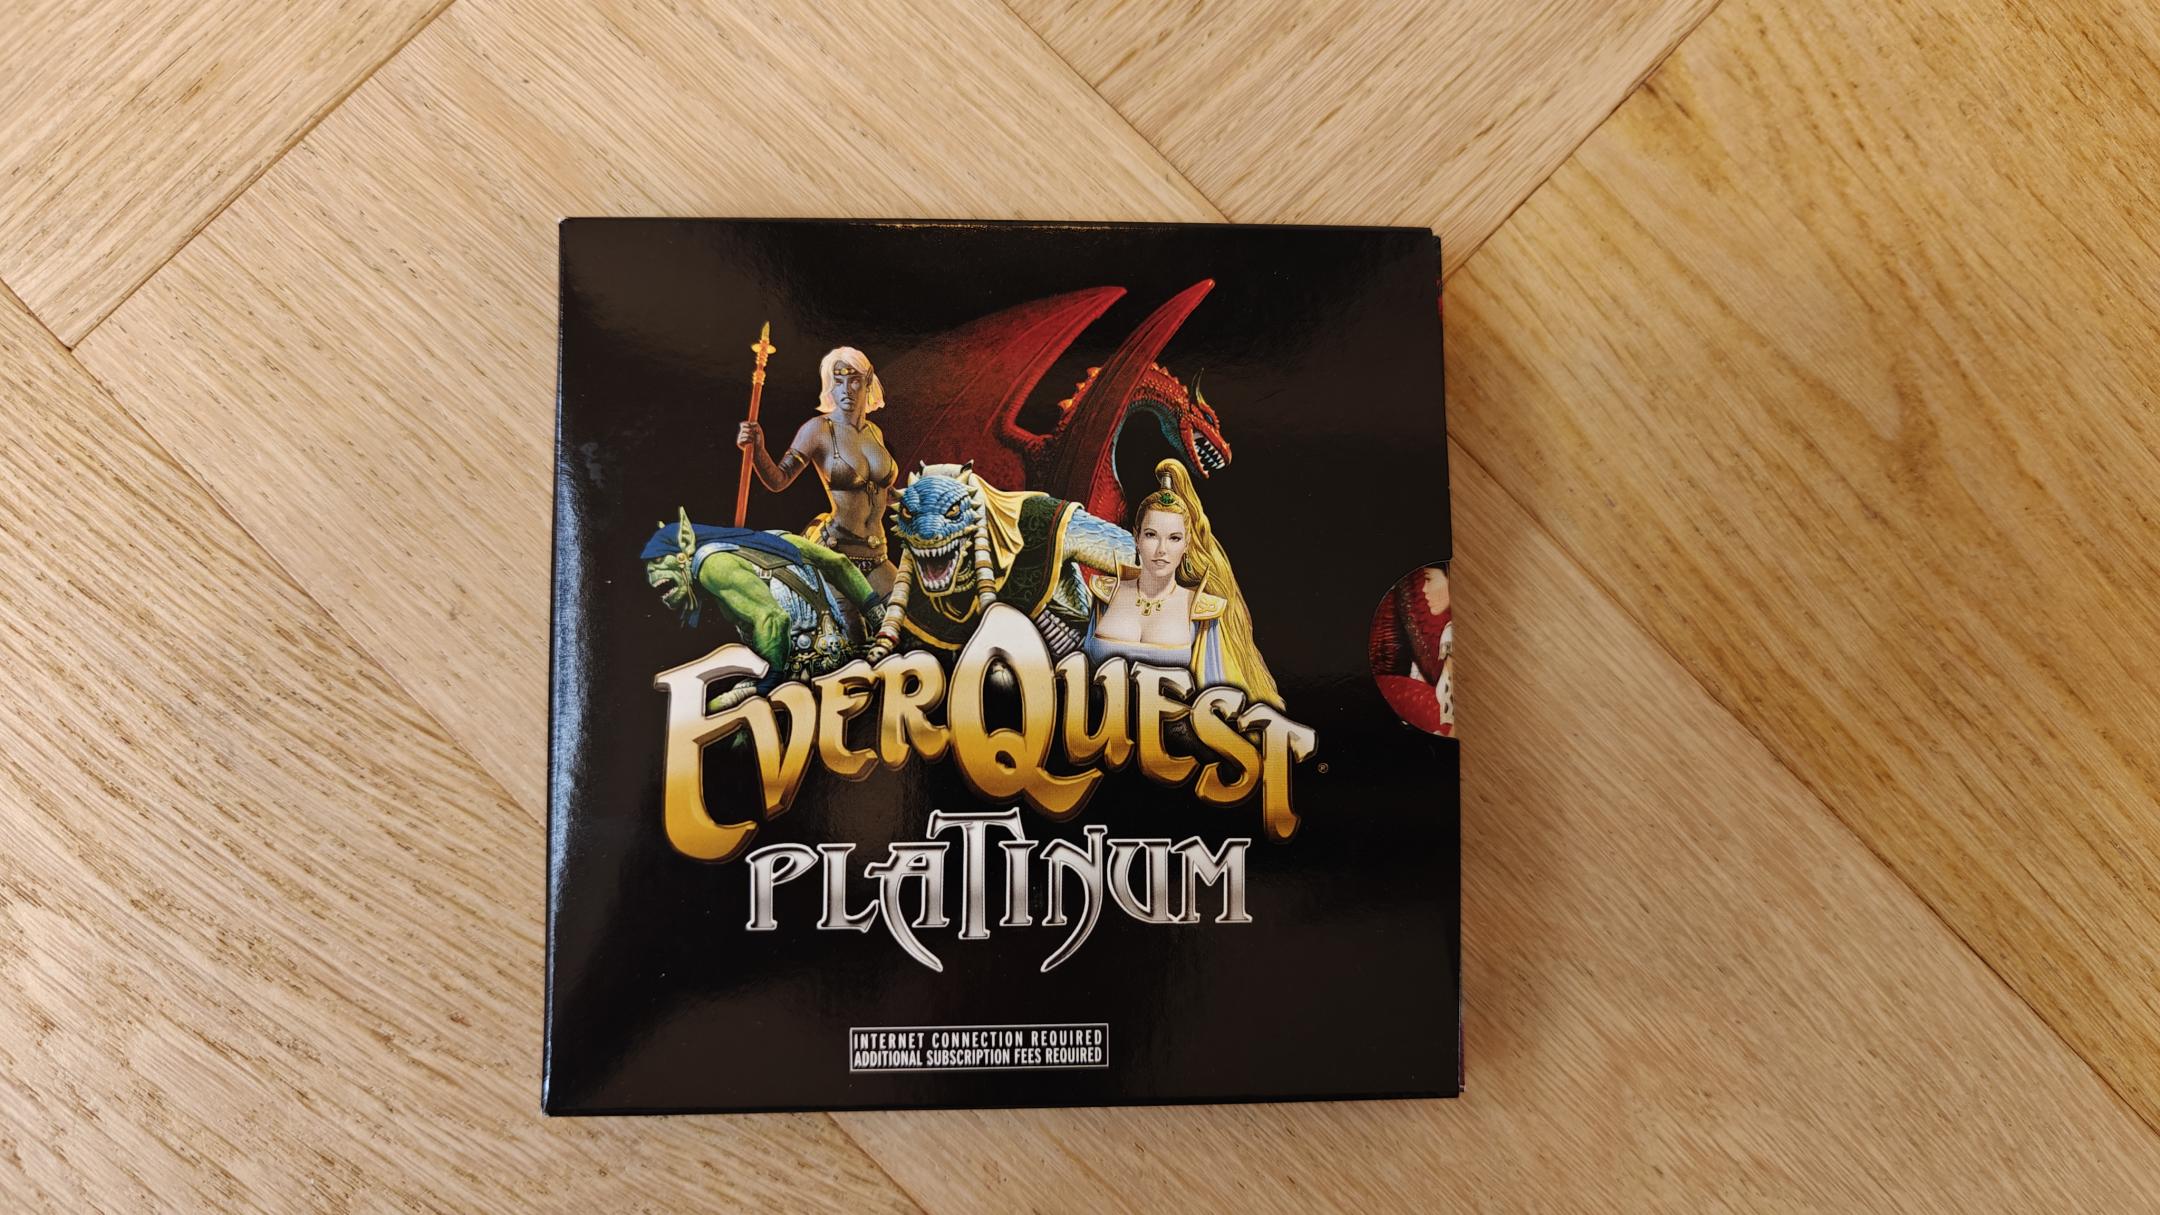 EVERQUEST®
PLATINUM
INTERNET CONNECTION REQUIRED
ADDITIONAL SUBSCRIPTION FEES REQUIRED